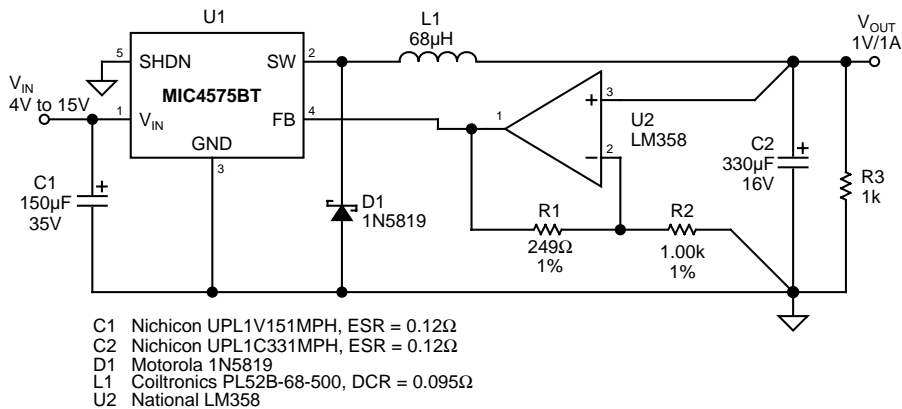 U1
L1
68µH
VOUT
1V/1A
5
SHDN
SW
2
VIN
4V to 15V
MIC4575BT
1
VIN
FB
4
GND
3
1
3
+
2
–
U2
LM358
C1
150µF
35V
+
D1
1N5819
R1
249Ω
1%
R2
1.00k
1%
C2
330µF
16V
+
R3
1k
C1 Nichicon UPL1V151MPH, ESR = 0.12Ω
C2 Nichicon UPL1C331MPH, ESR = 0.12Ω
D1 Motorola 1N5819
L1 Coiltronics PL52B-68-500, DCR = 0.095Ω
U2 National LM358